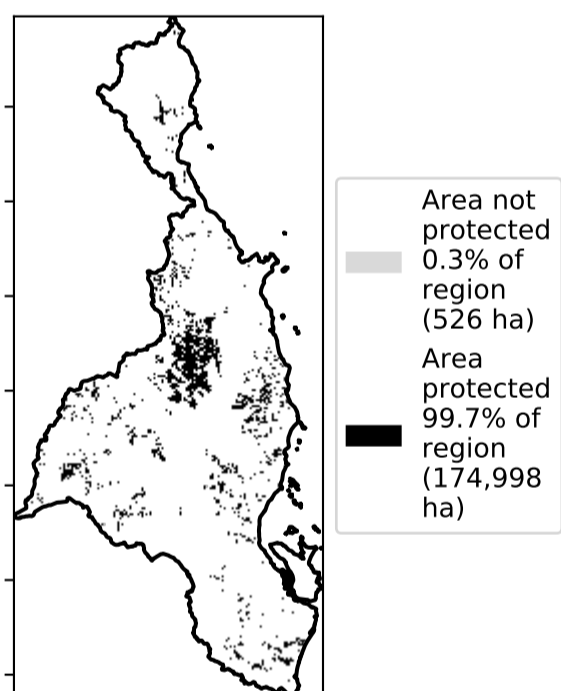 Area not
protected
0.3% of
region
(526 ha)
Area
protected
99.7% of
region
(174,998
ha)